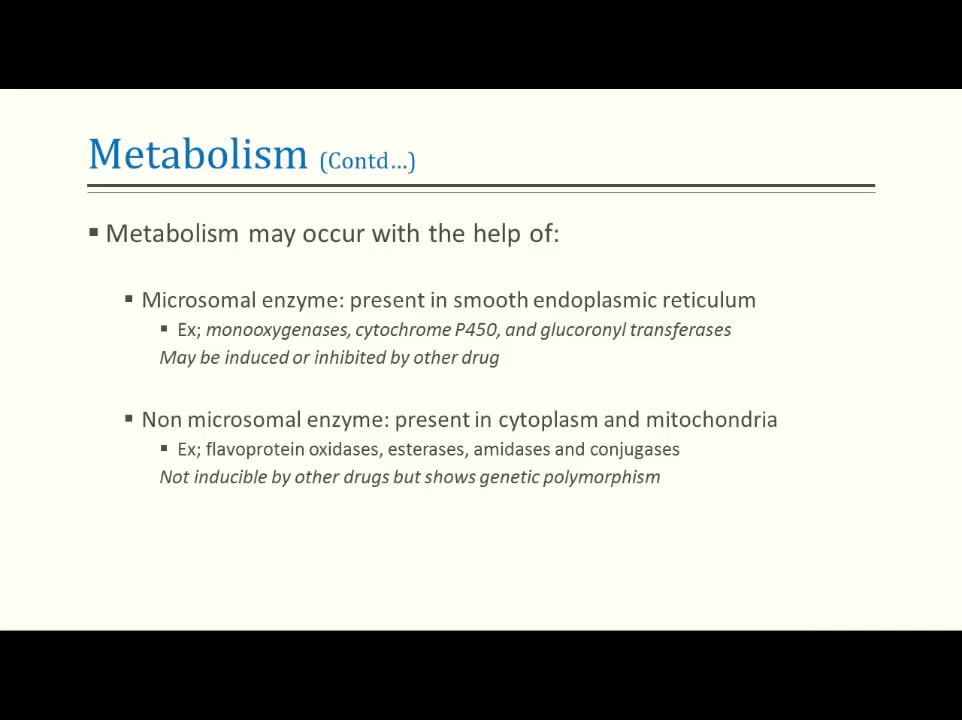 Metabolism (Contd...)
▪ Metabolism may occur with the help of:
▪ Microsomal enzyme: present in smooth endoplasmic reticulum
▪ Ex; monooxygenases, cytochrome P450, and glucoronyl transferases
May be induced or inhibited by other drug
▪ Non microsomal enzyme: present in cytoplasm and mitochondria
▪ Ex; flavoprotein oxidases, esterases, amidases and conjugases
Not inducible by other drugs but shows genetic polymorphism